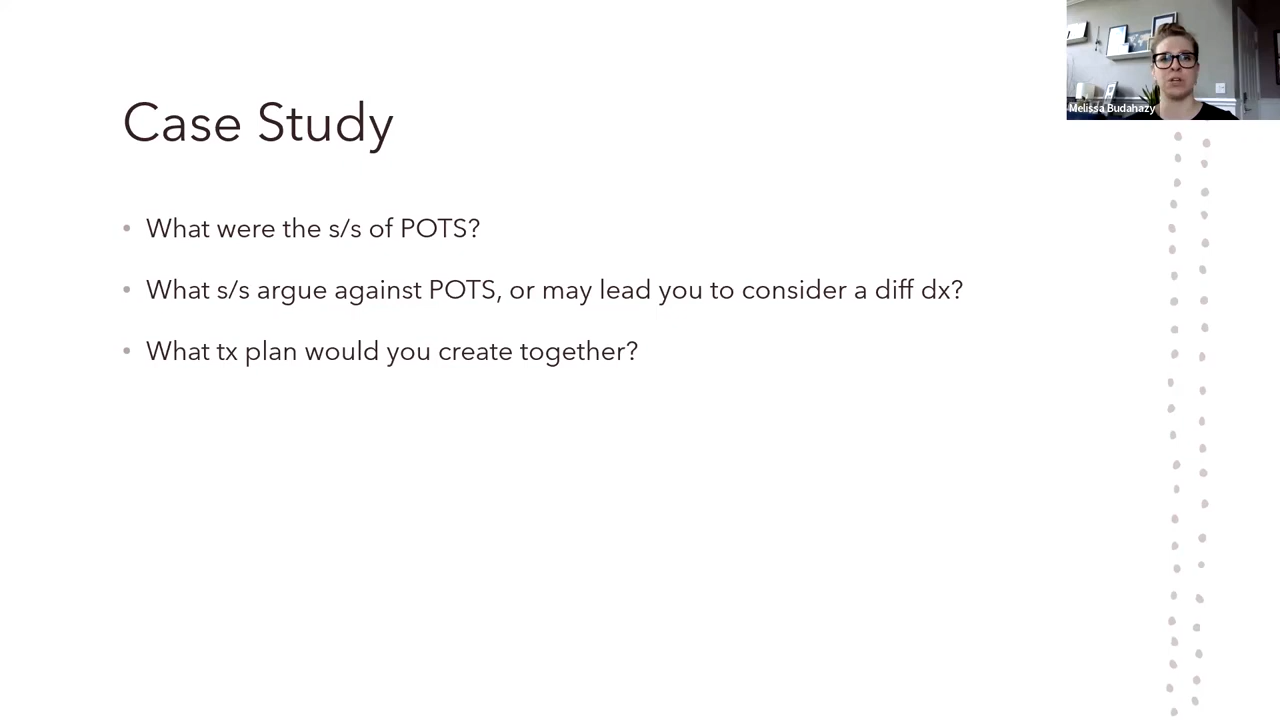 Case Study
• What were the s/s of POTS?
• What s/s argue against POTS, or may lead you to consider a diff dx?
• What tx plan would you create together?
Melissa Budahazy